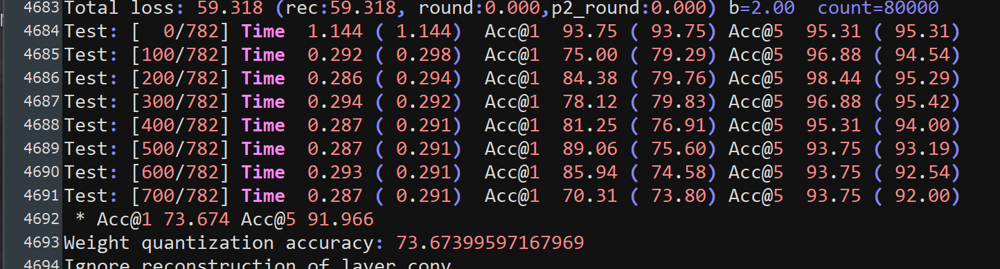 4683 Total loss: 59.318 (rec:59.318, round:0.000,p2_round:0.000) b=2.00  count=80000
4684 Test: [  0/782] Time  1.144 ( 1.144)  Acc@1  93.75 ( 93.75) Acc@5  95.31 ( 95.31)
4685 Test: [100/782] Time  0.292 ( 0.298)  Acc@1  75.00 ( 79.29) Acc@5  96.88 ( 94.54)
4686 Test: [200/782] Time  0.286 ( 0.294)  Acc@1  84.38 ( 79.76) Acc@5  98.44 ( 95.29)
4687 Test: [300/782] Time  0.294 ( 0.292)  Acc@1  78.12 ( 79.83) Acc@5  96.88 ( 95.42)
4688 Test: [400/782] Time  0.287 ( 0.291)  Acc@1  81.25 ( 76.91) Acc@5  95.31 ( 94.00)
4689 Test: [500/782] Time  0.287 ( 0.291)  Acc@1  89.06 ( 75.60) Acc@5  93.75 ( 93.19)
4690 Test: [600/782] Time  0.293 ( 0.291)  Acc@1  85.94 ( 74.58) Acc@5  93.75 ( 92.54)
4691 Test: [700/782] Time  0.287 ( 0.291)  Acc@1  70.31 ( 73.80) Acc@5  93.75 ( 92.00)
4692  * Acc@1 73.674 Acc@5 91.966
4693 Weight quantization accuracy: 73.67399597167969
4694 Ignore reconstruction of layer conv